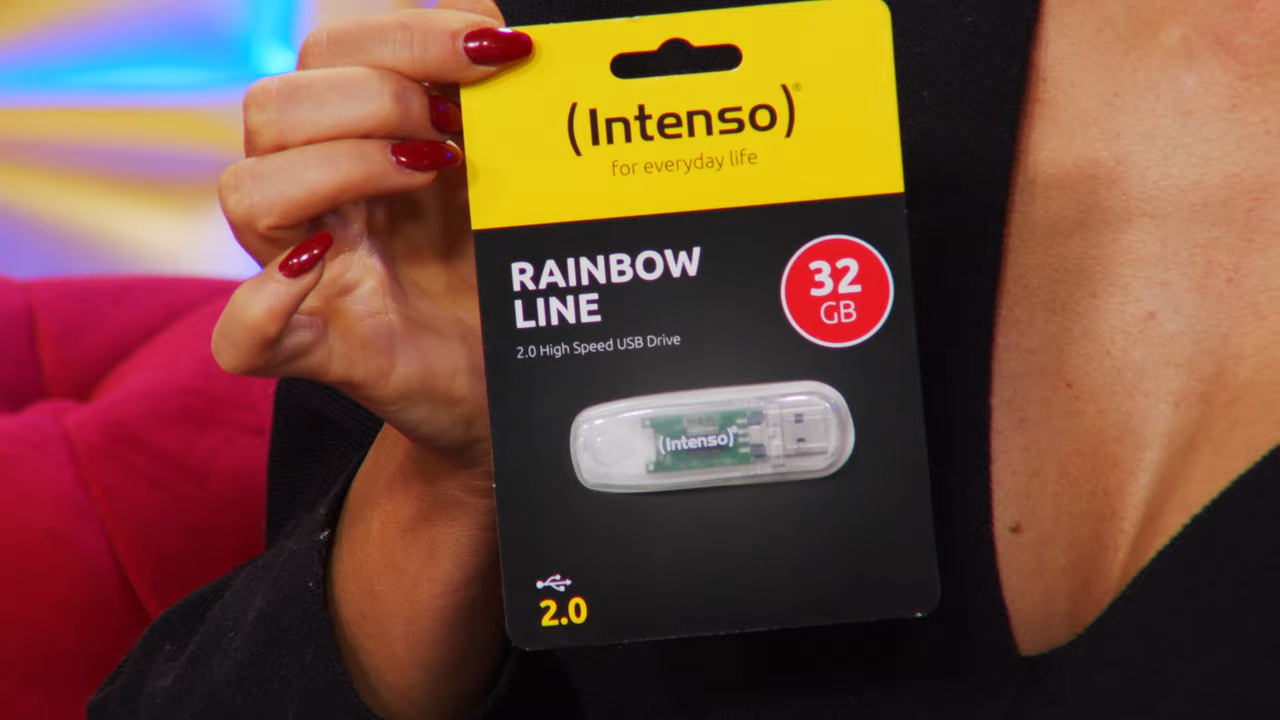 (Intenso)®
for everyday life
RAINBOW
LINE
32
GB
2.0 High Speed USB Drive
(Intenso)®
2.0